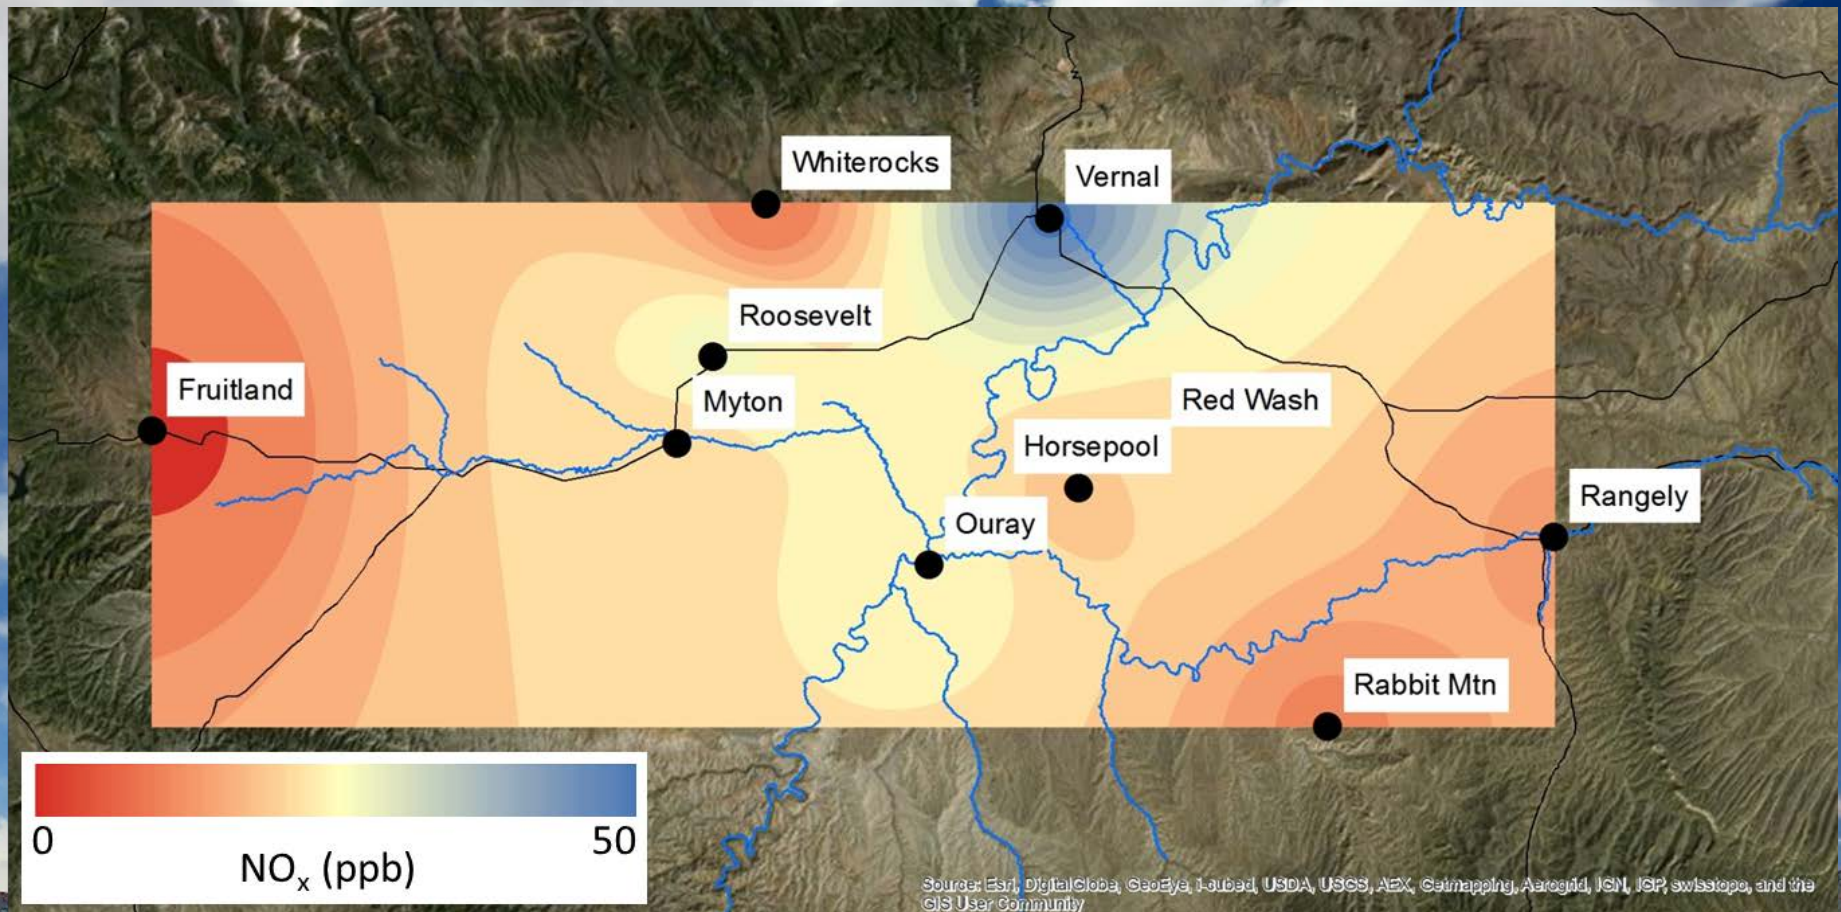 Whiterocks
Vernal
Roosevelt
Fruitland
Myton
Red Wash
Horsepool
Rangely
Ouray
Rabbit Mtn
0
50
NOx (ppb)
Source: Esri, DigitalGlobe, GeoEye, i-cubed, USDA, USGS, AEX, Getmapping, Aerogrid, IGN, IGP, swisstopo, and the
GIS User Community